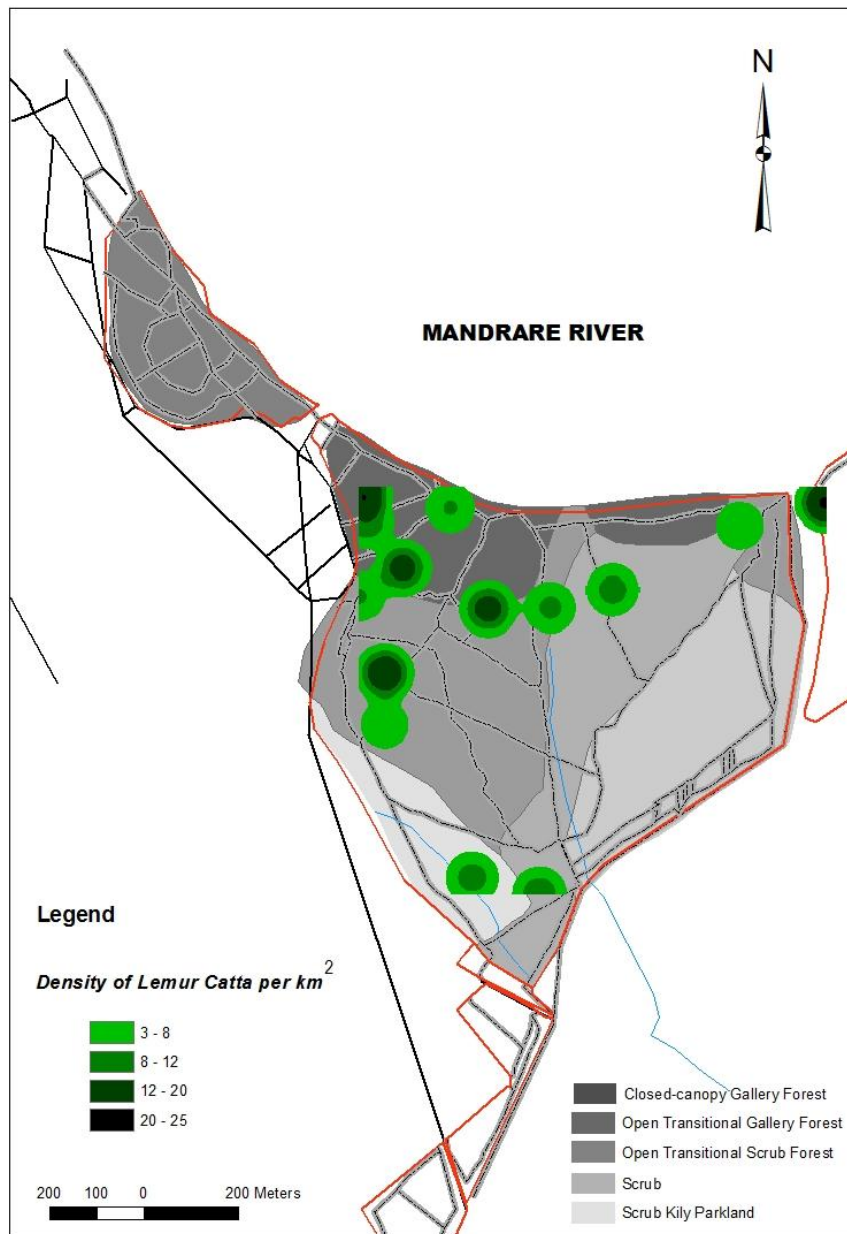 N
MANDRARE RIVER
Legend
Density of Lemur Catta per km2
3 - 8
8 - 12
12 - 20
20 - 25
200 100 0 200 Meters
Closed-canopy Gallery Forest
Open Transitional Gallery Forest
Open Transitional Scrub Forest
Scrub
Scrub Kily Parkland